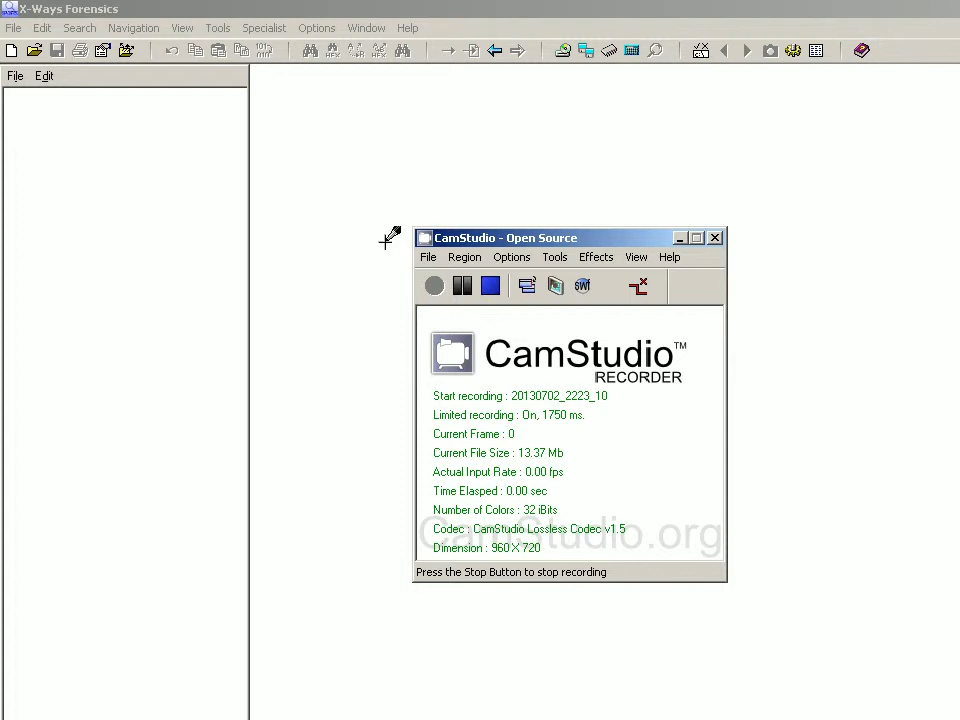 X-Ways Forensics
File Edit Search Navigation View Tools Specialist Options Window Help
File Edit
CamStudio - Open Source
File Region Options Tools Effects View Help
SWF
CamStudio™
RECORDER
Start recording : 20130702_2223_10
Limited recording : On, 1750 ms.
Current Frame : 0
Current File Size : 13.37 Mb
Actual Input Rate : 0.00 fps
Time Elasped : 0.00 sec
Number of Colors : 32 iBits
Codec : CamStudio Lossless Codec v1.5
CamStudio.org
Dimension : 960 X 720
Press the Stop Button to stop recording